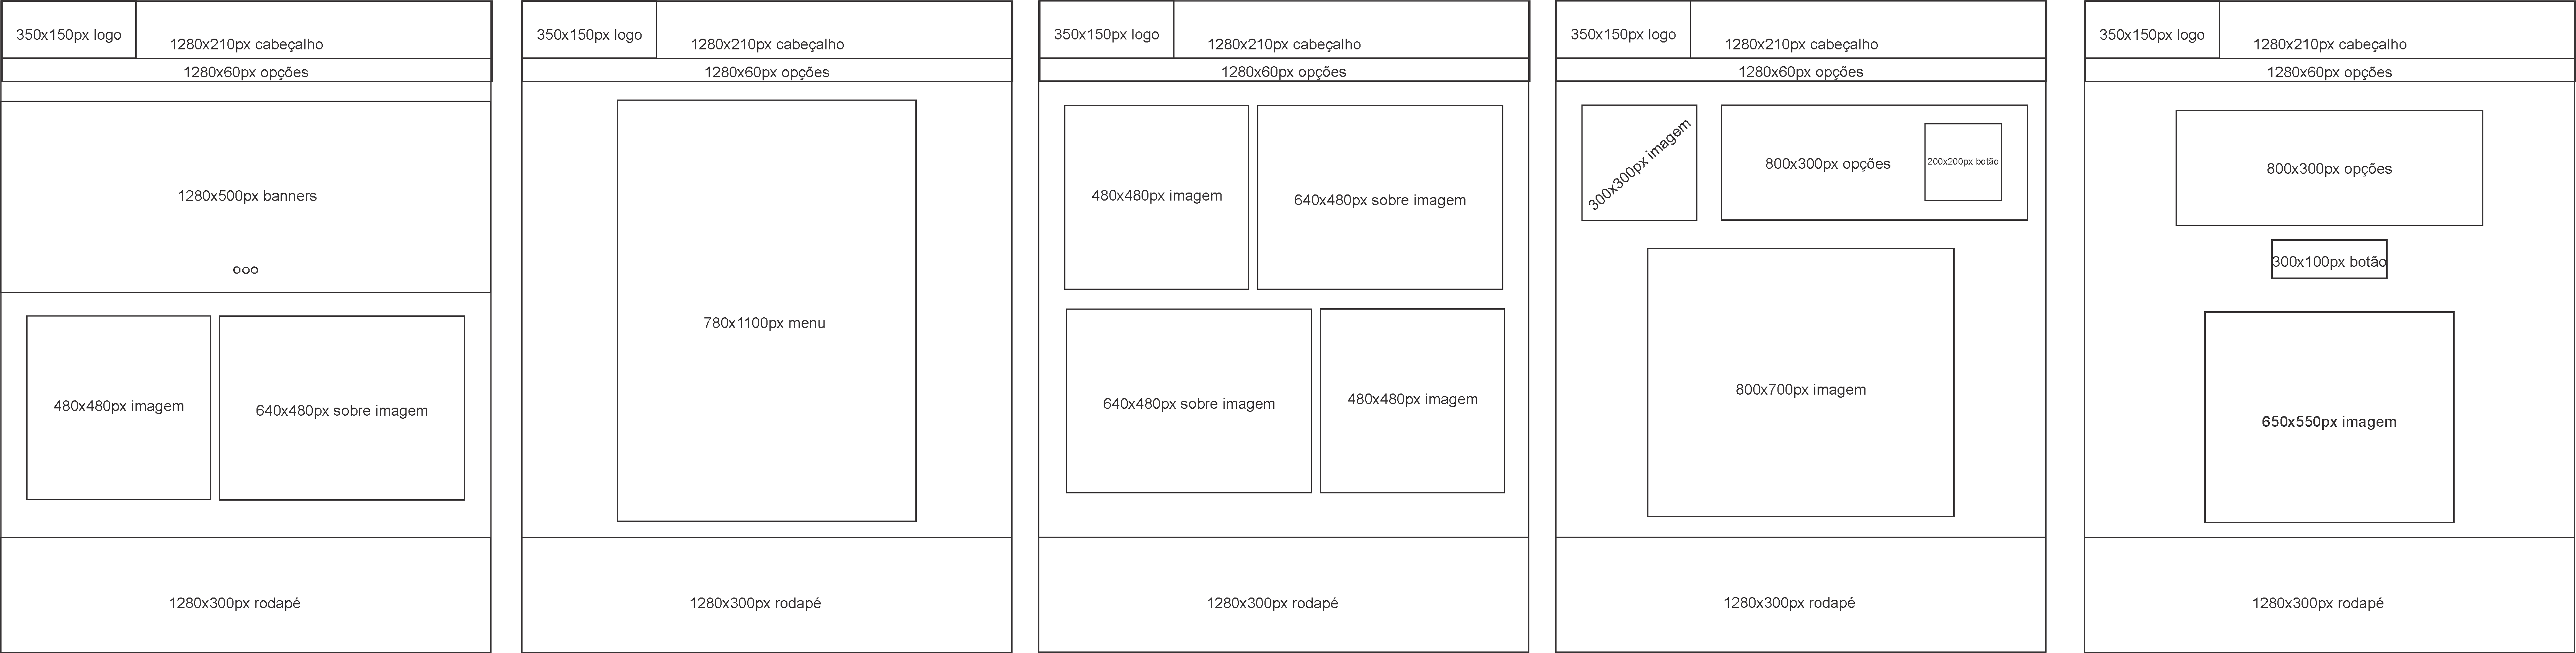 350x150px logo
1280x210px cabeçalho
1280x60px opções
1280x500px banners
480x480px imagem
640x480px sobre imagem
1280x300px rodapé
350x150px logo
1280x210px cabeçalho
1280x60px opções
780x1100px menu
1280x300px rodapé
350x150px logo
1280x210px cabeçalho
1280x60px opções
480x480px imagem
640x480px sobre imagem
640x480px sobre imagem
480x480px imagem
1280x300px rodapé
350x150px logo
1280x210px cabeçalho
1280x60px opções
300x300px imagem
800x300px opções
200x200px botão
800x700px imagem
1280x300px rodapé
350x150px logo
1280x210px cabeçalho
1280x60px opções
800x300px opções
300x100px botão
650x550px imagem
1280x300px rodapé